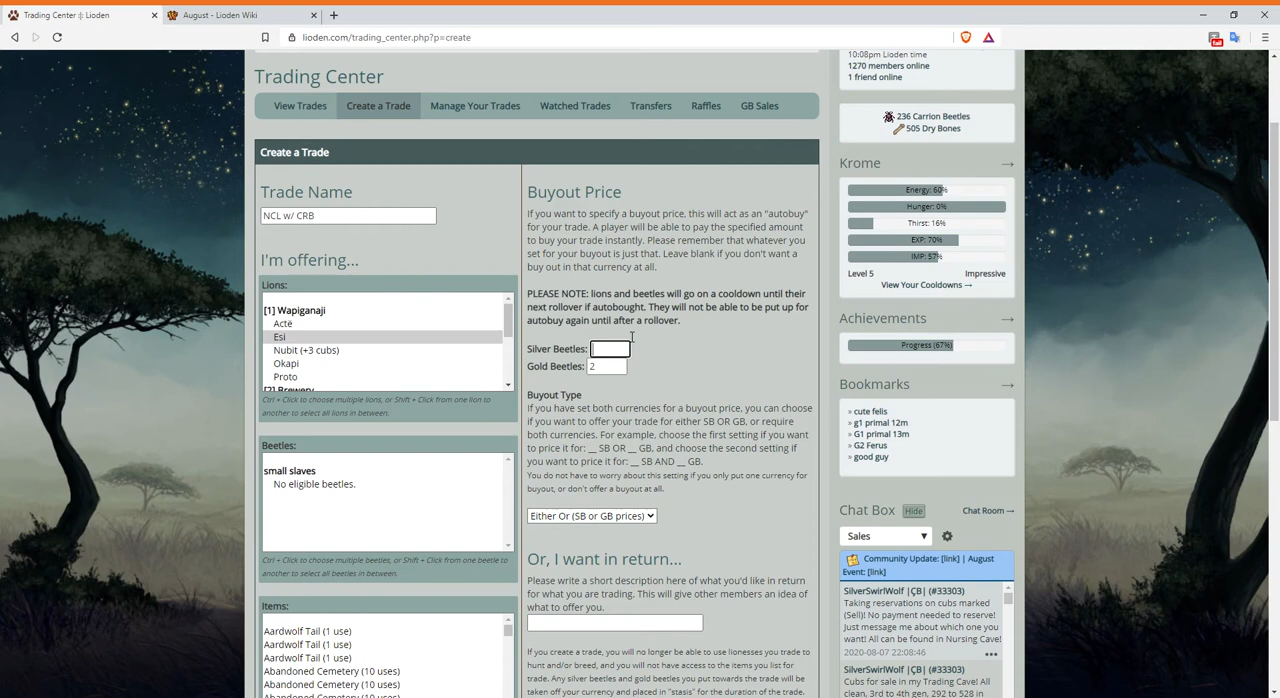 Trading Center :| Lioden
August - Lioden Wiki
lioden.com/trading_center.php?p=create
Trading Center
View Trades
Create a Trade
Manage Your Trades
Watched Trades
Transfers
Raffles
GB Sales
Create a Trade
Trade Name
NCL w/ CRB
I'm offering...
Lions:
[1] Wapiganaji
Acte
Esi
Nubit (+3 cubs)
Okapi
Proto
[2] Brewery
Ctrl + Click to choose multiple lions, or Shift + Click from one lion to
another to select all lions in between.
Beetles:
small slaves
No eligible beetles.
Ctrl + Click to choose multiple beetles, or Shift + Click from one beetle to
another to select all beetles in between.
Items:
Aardwolf Tail (1 use)
Aardwolf Tail (1 use)
Aardwolf Tail (1 use)
Abandoned Cemetery (10 uses)
Abandoned Cemetery (10 uses)
Buyout Price
If you want to specify a buyout price, this will act as an "autobuy"
for your trade. A player will be able to pay the specified amount
to buy your trade instantly. Please remember that whatever you
set for your buyout is just that. Leave blank if you don't want a
buy out in that currency at all.
PLEASE NOTE: lions and beetles will go on a cooldown until their
next rollover if autobought. They will not be able to be put up for
autobuy again until after a rollover.
Silver Beetles:
Gold Beetles: 2
Buyout Type
If you have set both currencies for a buyout price, you can choose
if you want to offer your trade for either SB OR GB, or require
both currencies. For example, choose the first setting if you want
to price it for: __ SB OR __ GB, and choose the second setting if
you want to price it for: __ SB AND __ GB.
You do not have to worry about this setting if you only put one currency for
buyout, or don't offer a buyout at all.
Either Or (SB or GB prices)
Or, I want in return...
Please write a short description here of what you'd like in return
for what you are trading. This will give other members an idea of
what to offer you.
If you create a trade, you will no longer be able to use lionesses you trade to
hunt and/or breed, and you will not have access to the items you list for
trade. Any silver beetles and gold beetles you put towards the trade will be
taken off your currency and placed in "stasis" for the duration of the trade.
10:08pm Lioden time
1270 members online
1 friend online
236 Carrion Beetles
505 Dry Bones
Krome →
Energy: 60%
Hunger: 0%
Thirst: 16%
EXP: 70%
IMP: 57%
Level 5 Impressive
View Your Cooldowns →
Achievements →
Progress (67%)
Bookmarks →
» cute felis
» g1 primal 12m
» G1 primal 13m
» G2 Ferus
» good guy
Chat Box Hide Chat Room →
Sales
Community Update: [link] | August
Event: [link]
SilverSwirlWolf |ÇB| (#33303)
Taking reservations on cubs marked
(Sell)! No payment needed to reserve!
Just message me about which one you
want! All can be found in Nursing Cave!
2020-08-07 22:08:46
SilverSwirlWolf |ÇB| (#33303)
Cubs for sale in my Trading Cave! All
clean, 3rd to 4th gen, 292 to 528 in